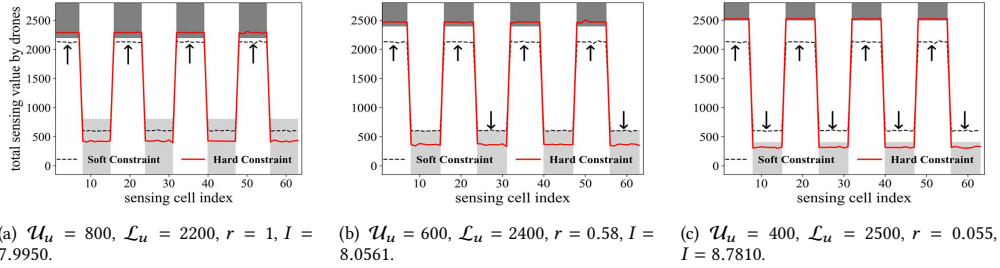 total sensing value by drones
2500
2000
1500
1000
500
0
Soft Constraint
Hard Constraint
10 20 30 40 50 60
sensing cell index
2500
2000
1500
1000
500
0
Soft Constraint
Hard Constraint
10 20 30 40 50 60
sensing cell index
2500
2000
1500
1000
500
0
Soft Constraint
Hard Constraint
10 20 30 40 50 60
sensing cell index
(a) 𝒰ᵤ = 800, ℒᵤ = 2200, r = 1, I =
7.9950.
(b) 𝒰ᵤ = 600, ℒᵤ = 2400, r = 0.58, I =
8.0561.
(c) 𝒰ᵤ = 400, ℒᵤ = 2500, r = 0.055,
I = 8.7810.